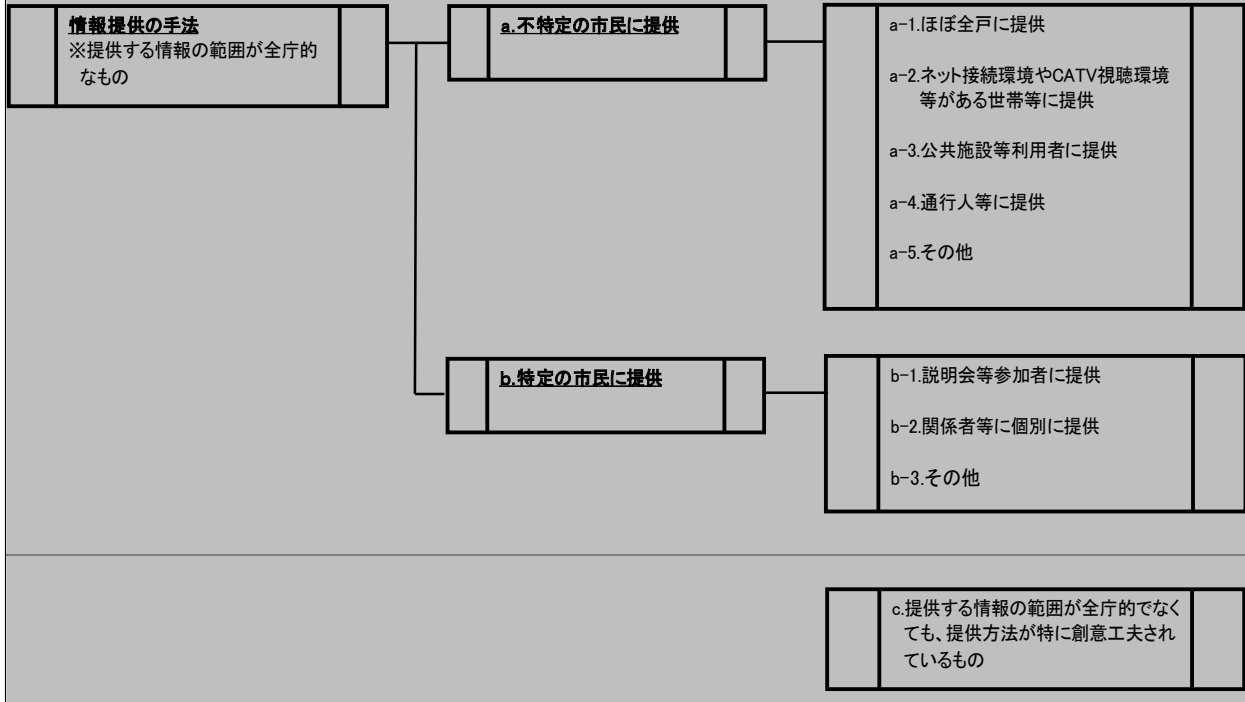 情報提供の手法
※提供する情報の範囲が全庁的
なもの
a.不特定の市民に提供
a-1.ほぼ全戸に提供
a-2.ネット接続環境やCATV視聴環境
等がある世帯等に提供
a-3.公共施設等利用者に提供
a-4.通行人等に提供
a-5.その他
b.特定の市民に提供
b-1.説明会等参加者に提供
b-2.関係者等に個別に提供
b-3.その他
c.提供する情報の範囲が全庁的でなく
ても、提供方法が特に創意工夫され
ているもの